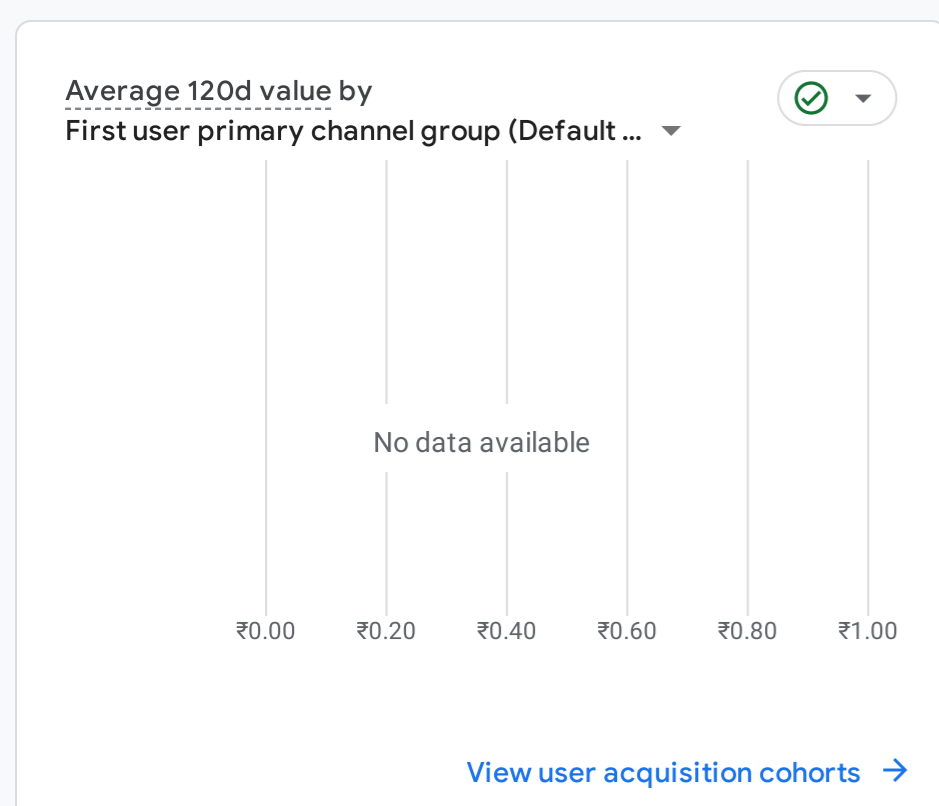 Average 120d value by
First user primary channel group (Default ...
No data available
₹0.00 ₹0.20 ₹0.40 ₹0.60 ₹0.80 ₹1.00
View user acquisition cohorts